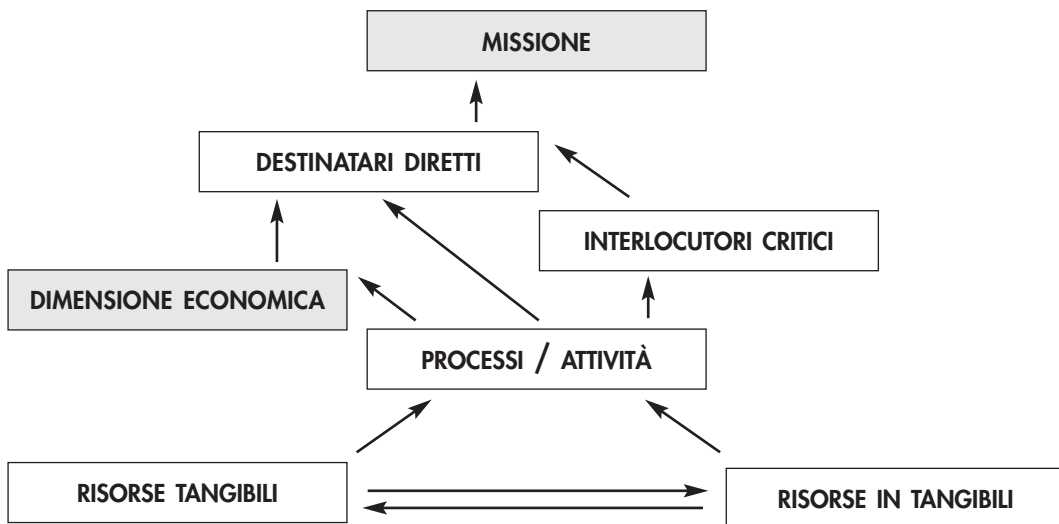 MISSIONE
DESTINATARI DIRETTI
INTERLOCUTORI CRITICI
DIMENSIONE ECONOMICA
PROCESSI / ATTIVITÀ
RISORSE TANGIBILI
RISORSE IN TANGIBILI